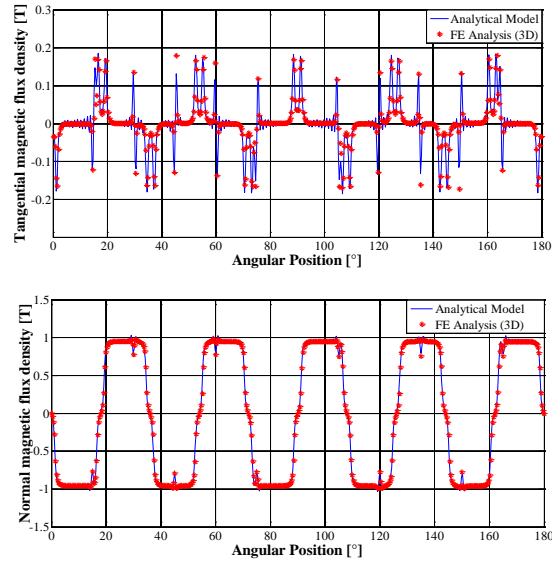 Tangential magnetic flux density [T]
0.3
0.2
0.1
0
-0.1
-0.2
0 20 40 60 80 100 120 140 160 180
Angular Position [°]
Analytical Model
FE Analysis (3D)
Normal magnetic flux density [T]
1.5
1
0.5
0
-0.5
-1
-1.5
0 20 40 60 80 100 120 140 160 180
Angular Position [°]
Analytical Model
FE Analysis (3D)